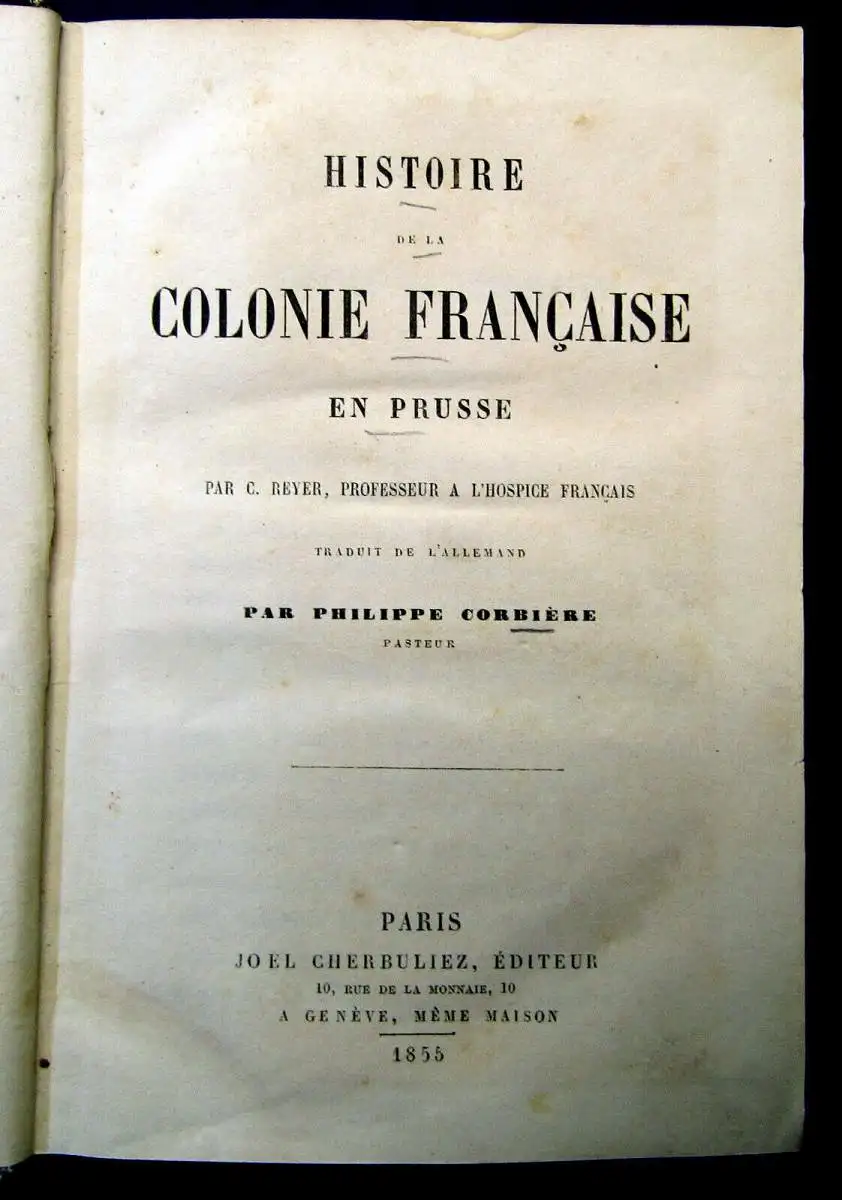 HISTOIRE
DE LA
COLONIE FRANÇAISE
EN PRUSSE
PAR C. REYER, PROFESSEUR A L'HOSPICE FRANÇAIS
TRADUIT DE L'ALLEMAND
PAR PHILIPPE CORBIÈRE
PASTEUR
PARIS
JOEL CHERBULIEZ, ÉDITEUR
10, RUE DE LA MONNAIE, 10
A GENÈVE, MÊME MAISON
1855